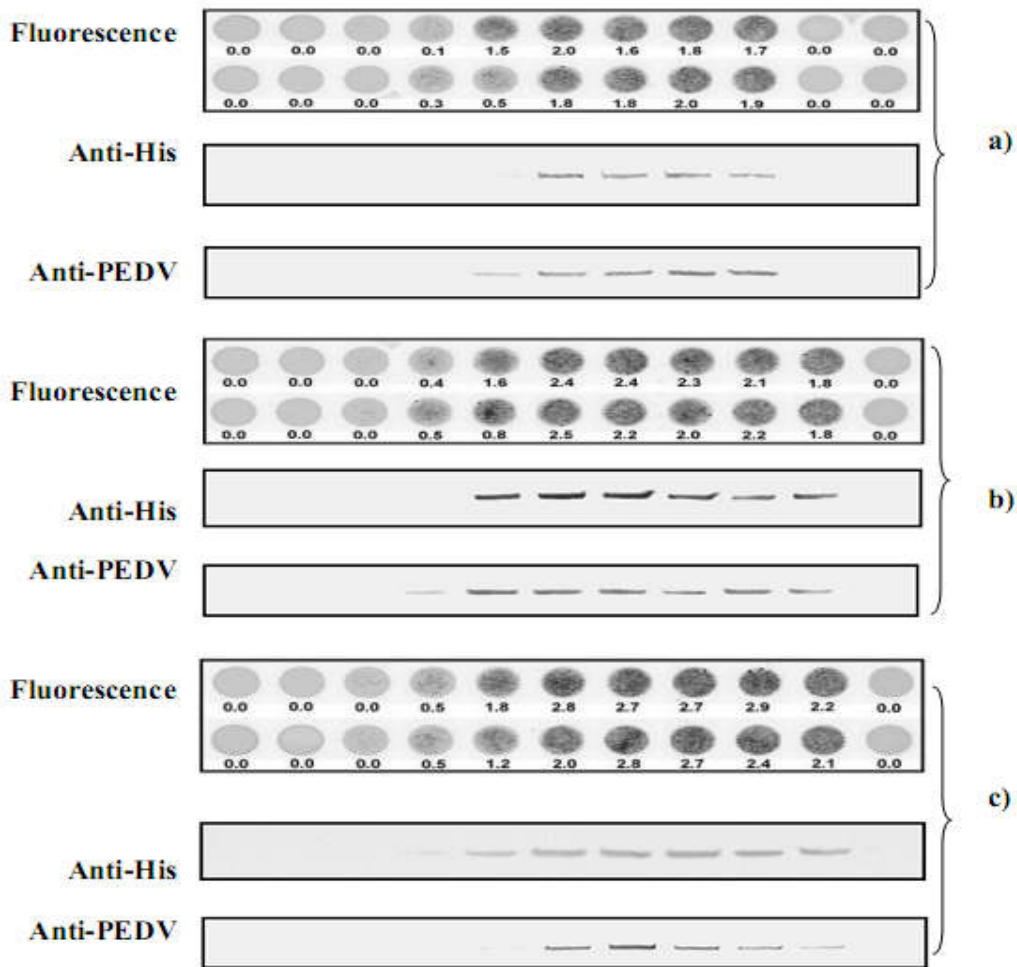 Fluorescence
0.0 0.0 0.0 0.1 1.5 2.0 1.6 1.8 1.7 0.0 0.0
0.0 0.0 0.0 0.3 0.5 1.8 1.8 2.0 1.9 0.0 0.0
Anti-His
a)
Anti-PEDV
Fluorescence
0.0 0.0 0.0 0.4 1.6 2.4 2.4 2.3 2.1 1.8 0.0
0.0 0.0 0.0 0.5 0.8 2.5 2.2 2.0 2.2 1.8 0.0
Anti-His
b)
Anti-PEDV
Fluorescence
0.0 0.0 0.0 0.5 1.8 2.8 2.7 2.7 2.9 2.2 0.0
0.0 0.0 0.0 0.5 1.2 2.0 2.8 2.7 2.4 2.1 0.0
c)
Anti-His
Anti-PEDV